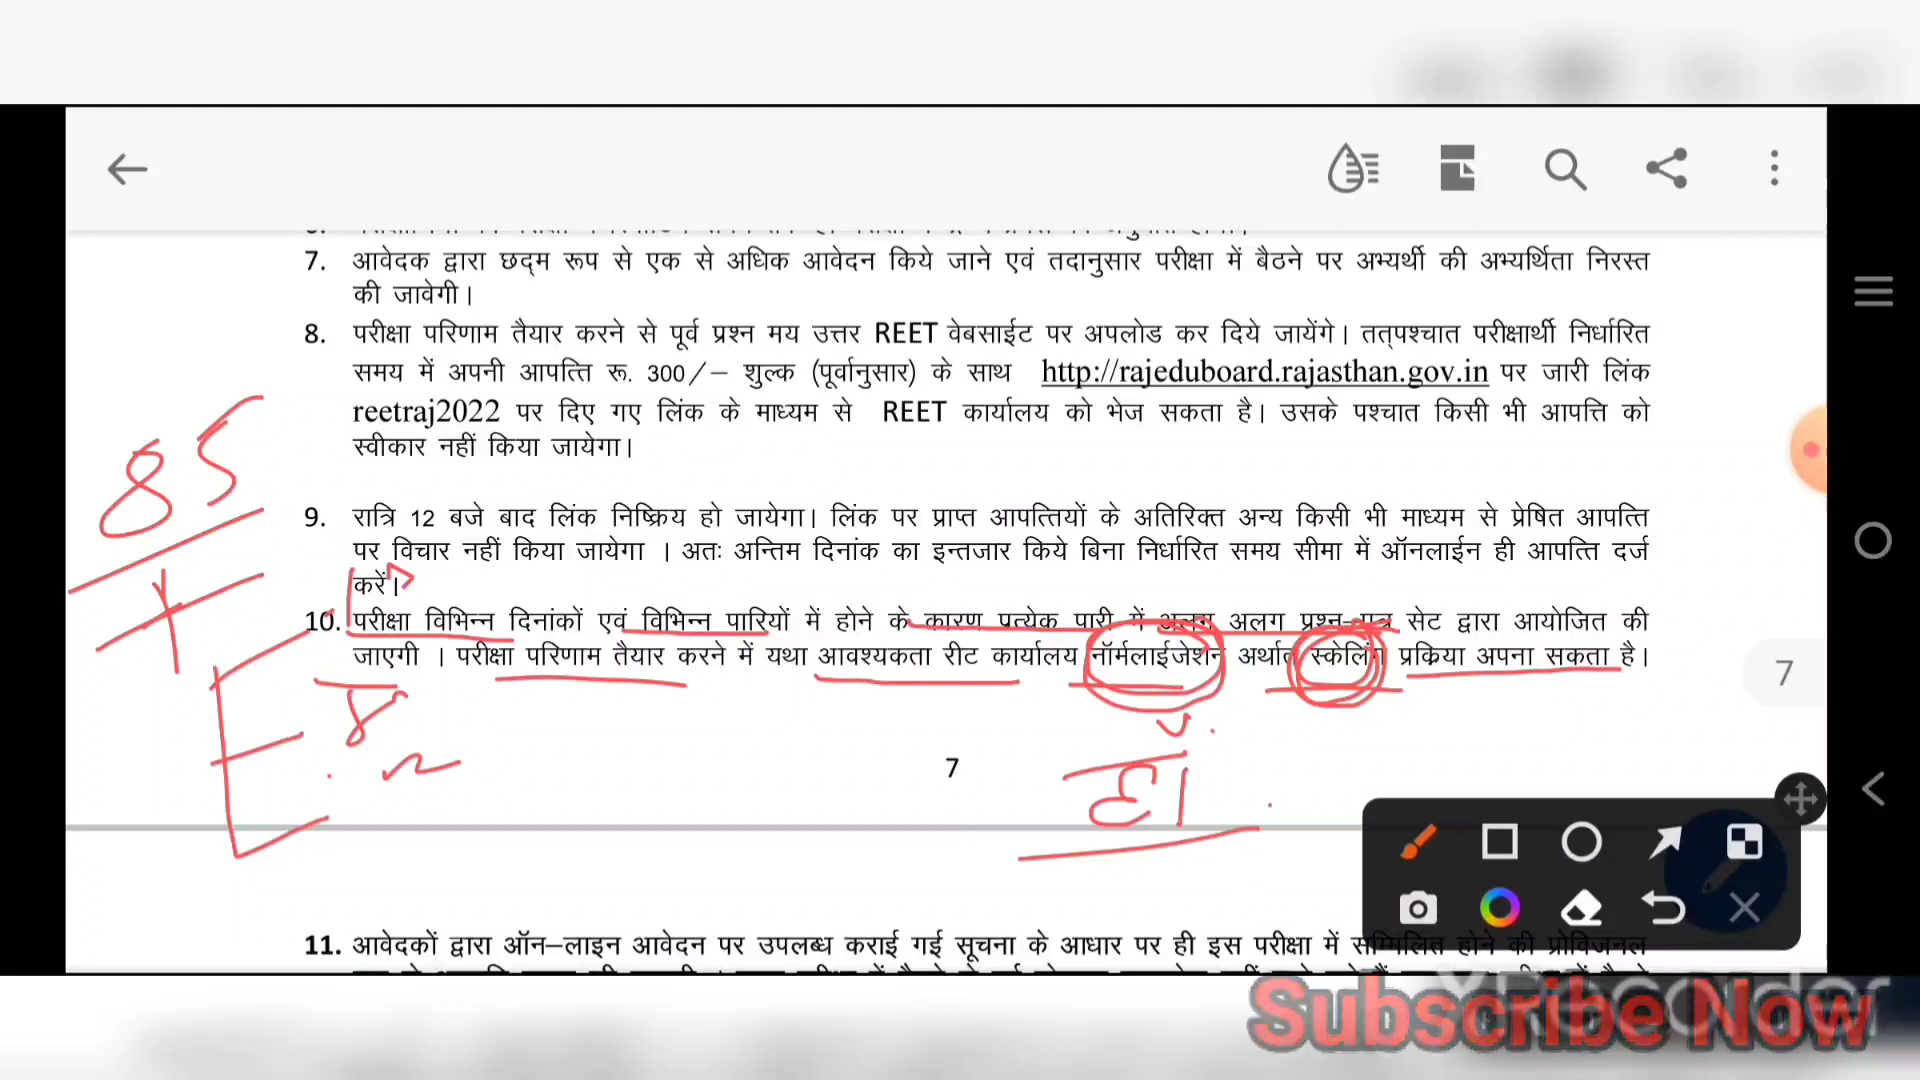 7. आवेदक द्वारा छद्म रूप से एक से अधिक आवेदन किये जाने एवं तदानुसार परीक्षा में बैठने पर अभ्यर्थी की अभ्यर्थिता निरस्त
की जावेगी।
8. परीक्षा परिणाम तैयार करने से पूर्व प्रश्न मय उत्तर REET वेबसाईट पर अपलोड कर दिये जायेंगे। तत्पश्चात परीक्षार्थी निर्धारित
समय में अपनी आपत्ति रू. 300/– शुल्क (पूर्वानुसार) के साथ http://rajeduboard.rajasthan.gov.in पर जारी लिंक
reetraj2022 पर दिए गए लिंक के माध्यम से REET कार्यालय को भेज सकता है। उसके पश्चात किसी भी आपत्ति को
स्वीकार नहीं किया जायेगा।
85
9. रात्रि 12 बजे बाद लिंक निष्क्रिय हो जायेगा। लिंक पर प्राप्त आपत्तियों के अतिरिक्त अन्य किसी भी माध्यम से प्रेषित आपत्ति
पर विचार नहीं किया जायेगा । अतः अन्तिम दिनांक का इन्तजार किये बिना निर्धारित समय सीमा में ऑनलाईन ही आपत्ति दर्ज
करें।
10. परीक्षा विभिन्न दिनांकों एवं विभिन्न पारियों में होने के कारण प्रत्येक पारी में अलग अलग प्रश्न–पत्र सेट द्वारा आयोजित की
जाएगी । परीक्षा परिणाम तैयार करने में यथा आवश्यकता रीट कार्यालय नॉर्मलाईजेशन अर्थात स्केलिंग प्रक्रिया अपना सकता है।
7
7
11. आवेदकों द्वारा ऑन–लाइन आवेदन पर उपलब्ध कराई गई सूचना के आधार पर ही इस परीक्षा में सम्मिलित होने की प्रोविजनल
Subscribe Now